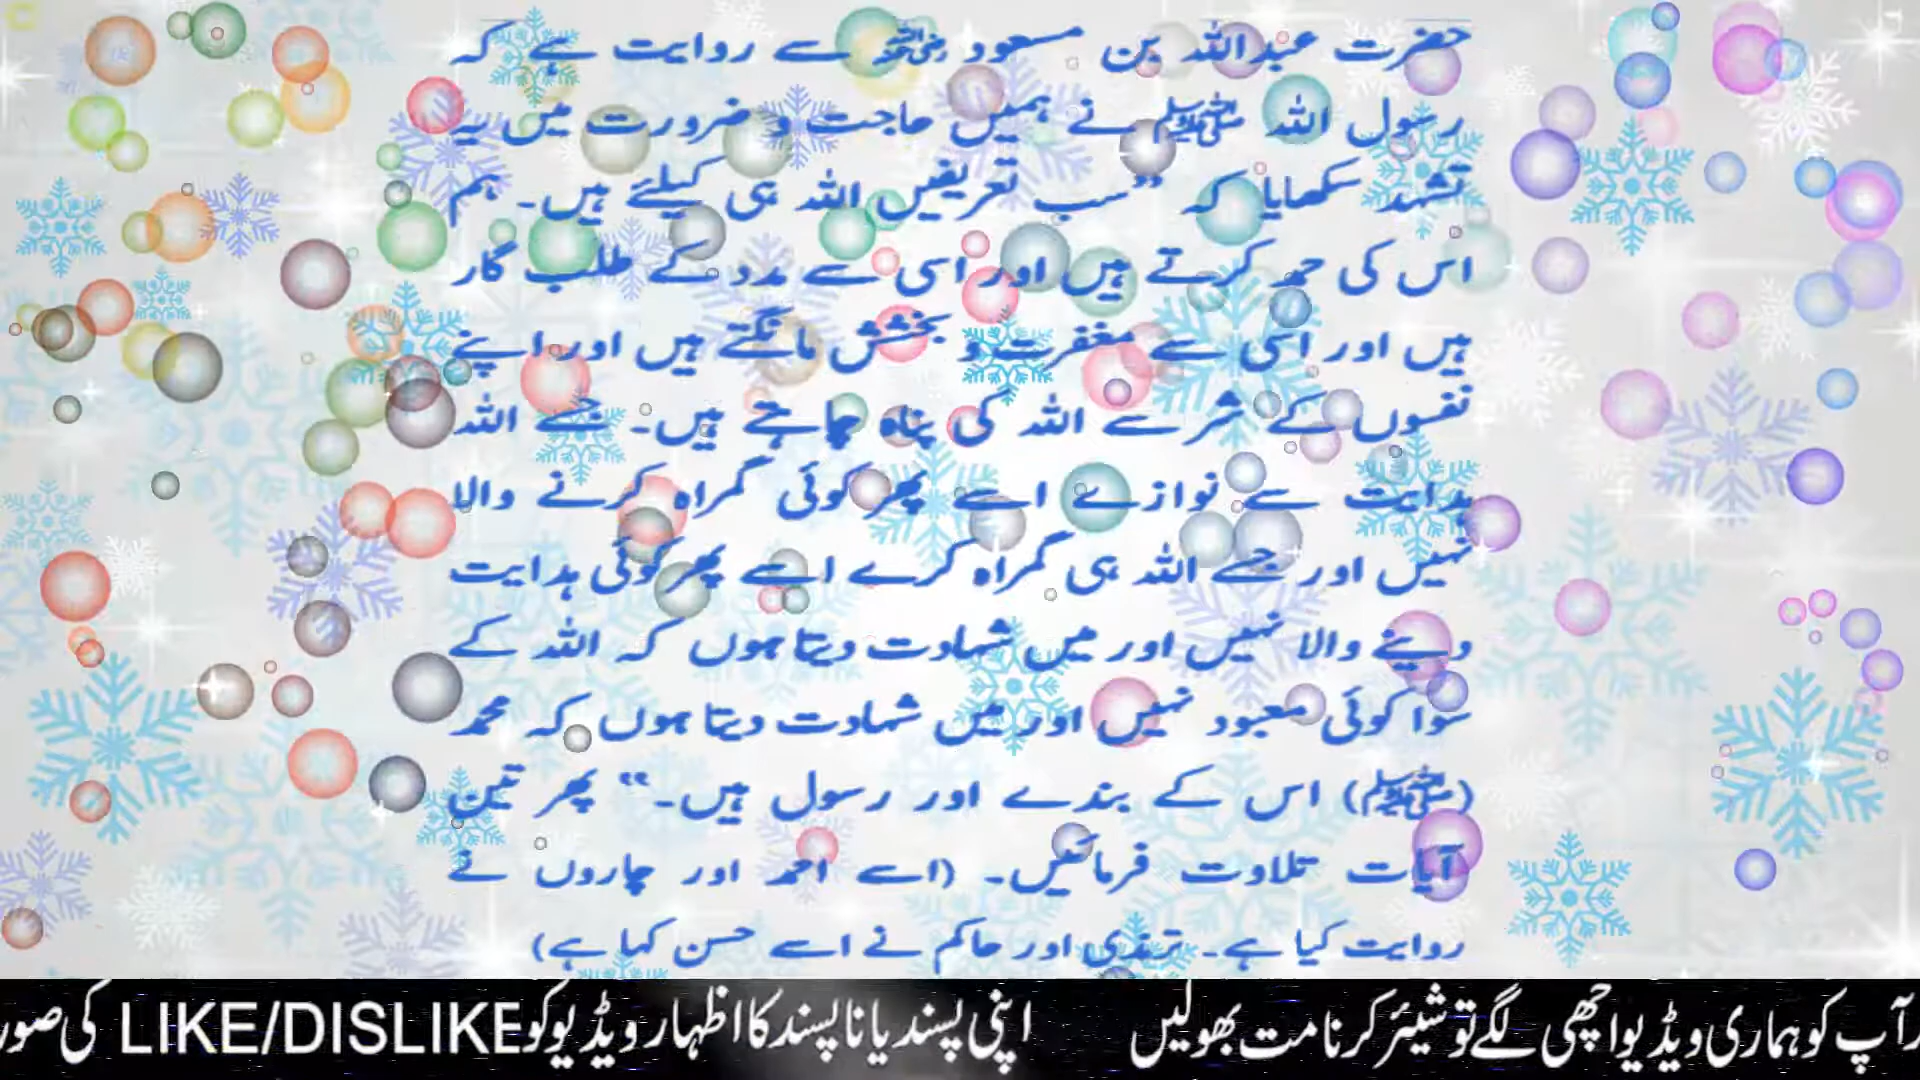 حضرت عبداللہ بن مسعود رضی اللہ عنہ سے روایت ہے کہ
رسول اللہ ﷺ نے ہمیں حاجت و ضرورت میں یہ
تشہد سکھایا کہ ”سب تعریفیں اللہ ہی کیلئے ہیں۔ ہم
اس کی حمد کرتے ہیں اور اسی سے مدد کے طلب گار
ہیں اور اسی سے مغفرت و بخشش مانگتے ہیں اور اپنے
نفسوں کے شر سے اللہ کی پناہ چاہتے ہیں۔ جسے اللہ
ہدایت سے نوازے اسے پھر کوئی گمراہ کرنے والا
نہیں اور جسے اللہ ہی گمراہ کرے اسے پھر کوئی ہدایت
دینے والا نہیں اور میں شہادت دیتا ہوں کہ اللہ کے
سوا کوئی معبود نہیں اور میں شہادت دیتا ہوں کہ محمد
(ﷺ) اس کے بندے اور رسول ہیں۔“ پھر تین
آیات تلاوت فرمائیں۔ (اسے احمد اور چاروں نے
روایت کیا ہے۔ ترمذی اور حاکم نے اسے حسن کہا ہے)
آپ کو ہماری ویڈیو اچھی لگے تو شیئر کرنا مت بھولیں اپنی پسند یا نا پسند کا اظہار ویڈیو کو LIKE/DISLIKE کی